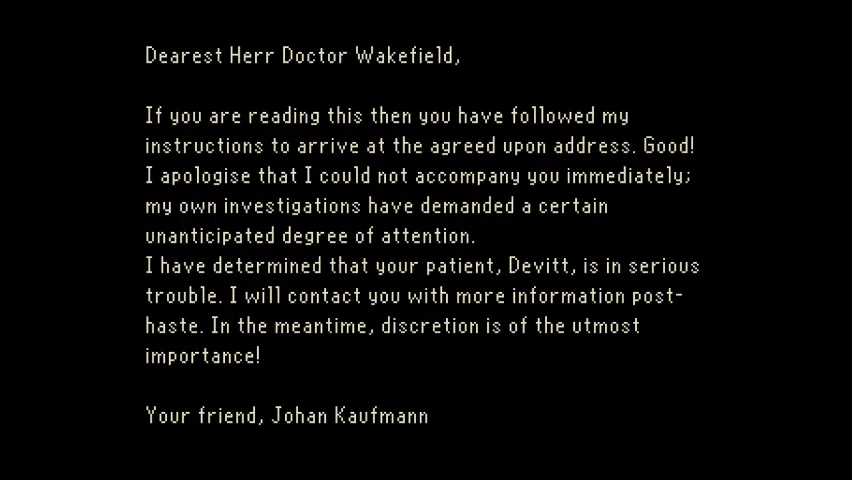 Dearest Herr Doctor Wakefield,
If you are reading this then you have followed my
instructions to arrive at the agreed upon address. Good!
I apologise that I could not accompany you immediately;
my own investigations have demanded a certain
unanticipated degree of attention.
I have determined that your patient, Devitt, is in serious
trouble. I will contact you with more information post-
haste. In the meantime, discretion is of the utmost
importance!
Your friend, Johan Kaufmann